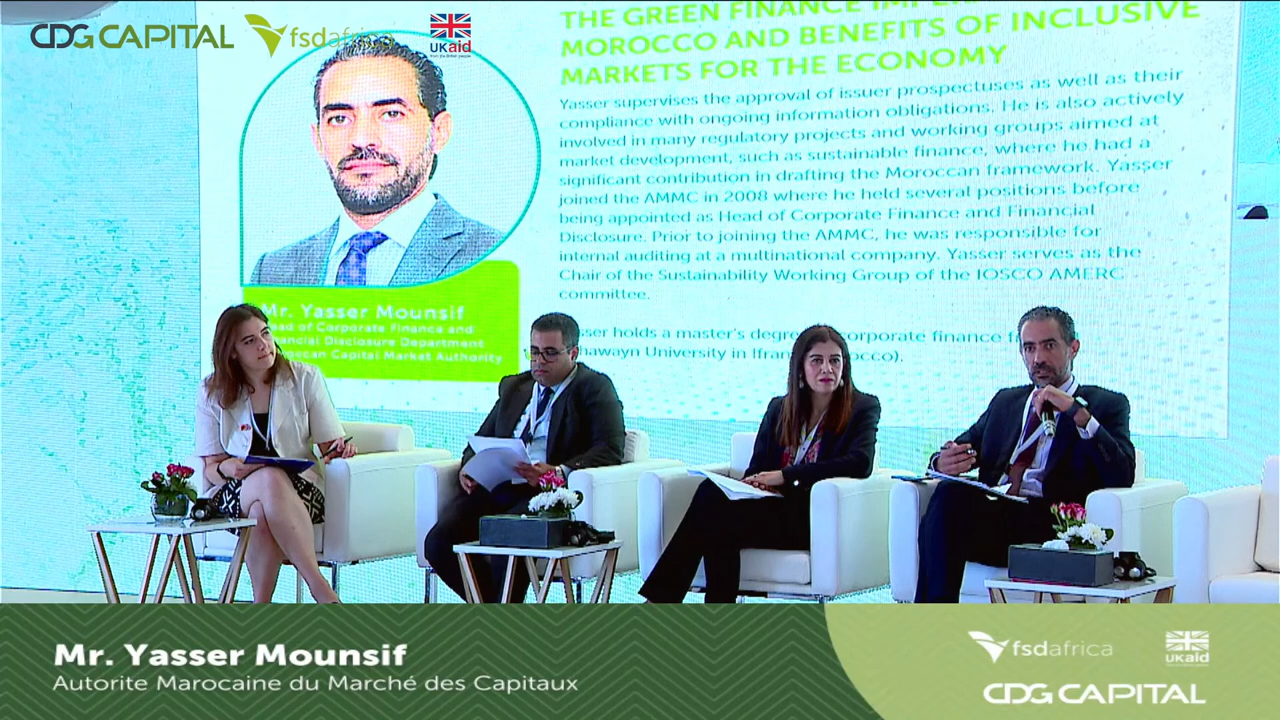 CDG CAPITAL
fsdafrica
UKaid
from the British people
THE GREEN FINANCE
MOROCCO AND BENEFITS OF INCLUSIVE
MARKETS FOR THE ECONOMY
Yasser supervises the approval of issuer prospectuses as well as their
compliance with ongoing information obligations. He is also actively
involved in many regulatory projects and working groups aimed at
market development, such as sustainable finance, where he had a
significant contribution in drafting the Moroccan framework. Yasser
joined the AMMC in 2008 where he held several positions before
being appointed as Head of Corporate Finance and Financial
Disclosure. Prior to joining the AMMC, he was responsible for
internal auditing at a multinational company. Yasser serves as the
Chair of the Sustainability Working Group of the IOSCO AMERC
committee.
holds a master's corporate finance
University in
Mr. Yasser Mounsif
of Corporate Finance and
Disclosure Department
Capital Market Authority
Mr. Yasser Mounsif
Autorite Marocaine du Marché des Capitaux
fsdafrica
UKaid
CDG CAPITAL